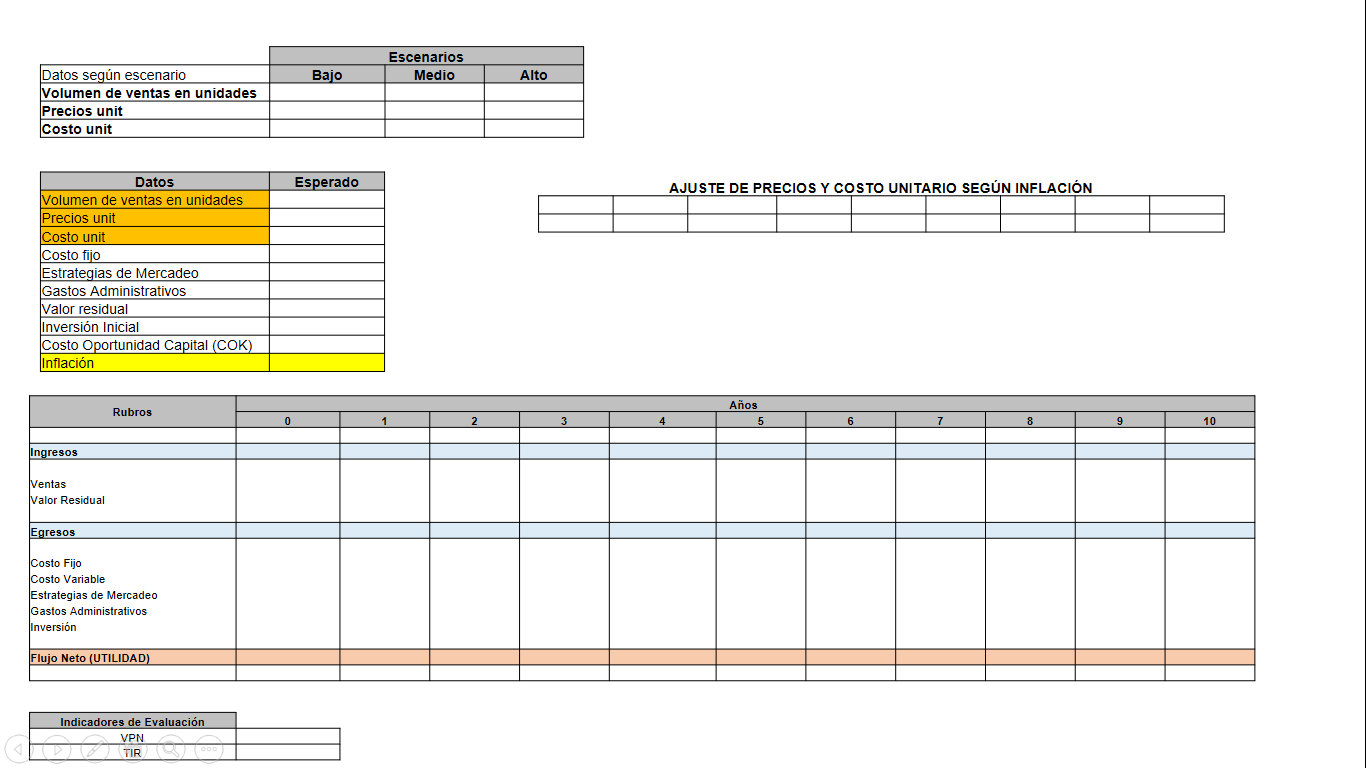 Escenarios
Datos según escenario Bajo Medio Alto
Volumen de ventas en unidades
Precios unit
Costo unit
Datos Esperado
Volumen de ventas en unidades
Precios unit
Costo unit
Costo fijo
Estrategias de Mercadeo
Gastos Administrativos
Valor residual
Inversión Inicial
Costo Oportunidad Capital (COK)
Inflación
AJUSTE DE PRECIOS Y COSTO UNITARIO SEGÚN INFLACIÓN
Rubros Años
0 1 2 3 4 5 6 7 8 9 10
Ingresos
Ventas
Valor Residual
Egresos
Costo Fijo
Costo Variable
Estrategias de Mercadeo
Gastos Administrativos
Inversión
Flujo Neto (UTILIDAD)
Indicadores de Evaluación
VPN
TIR